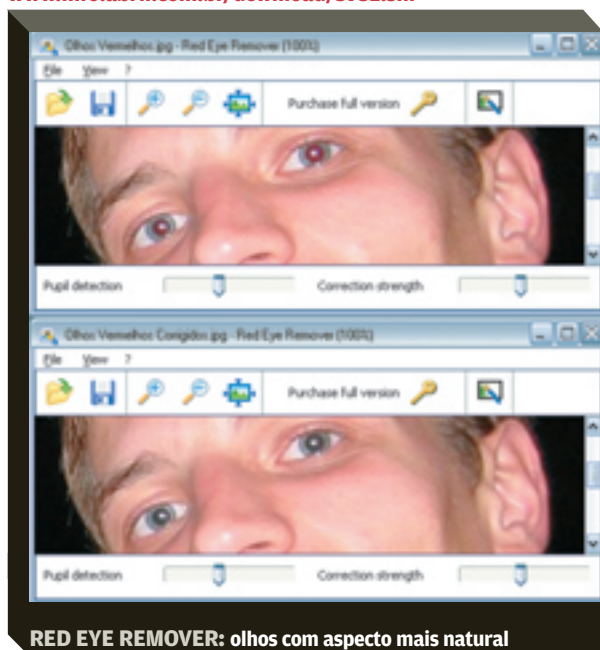 Olhos Vermelhos.jpg - Red Eye Remover (100%)
File View ?
Purchase full version
Pupil detection Correction strength
Olhos Vermelhos Corrigidos.jpg - Red Eye Remover (100%)
File View ?
Purchase full version
Pupil detection Correction strength
RED EYE REMOVER: olhos com aspecto mais natural